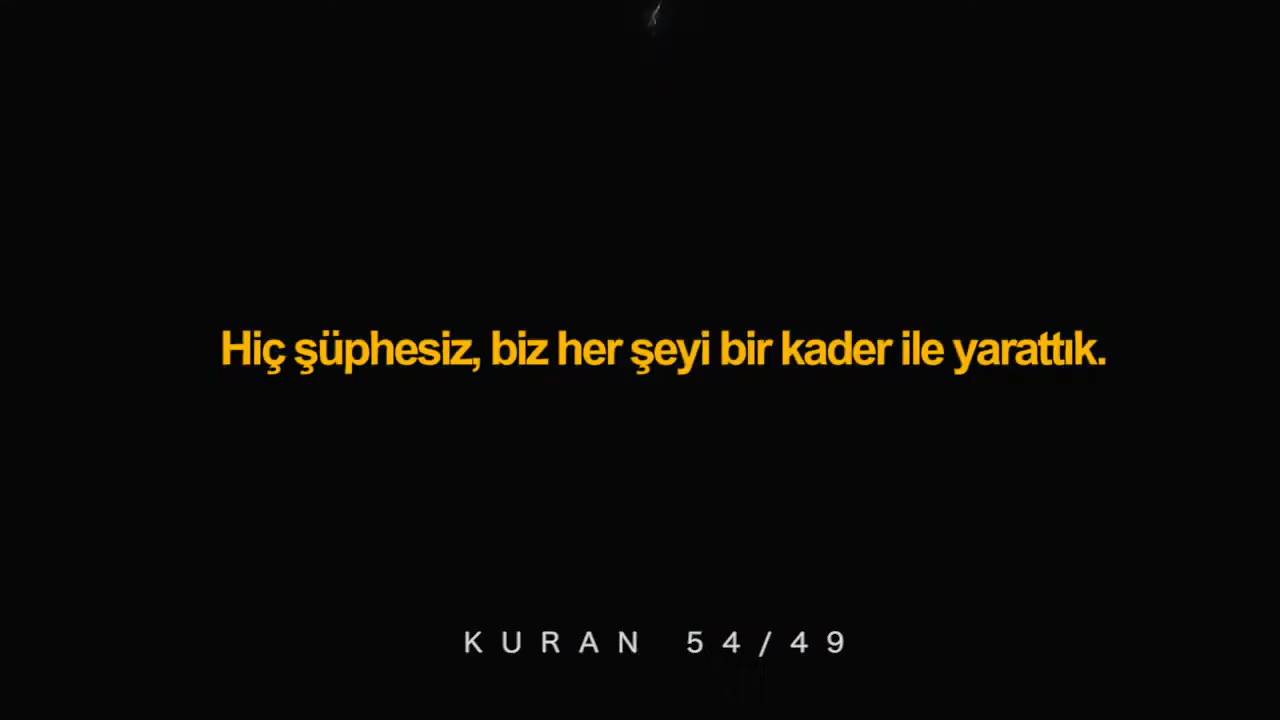 Hiç şüphesiz, biz her şeyi bir kader ile yarattık.
KURAN 54/49